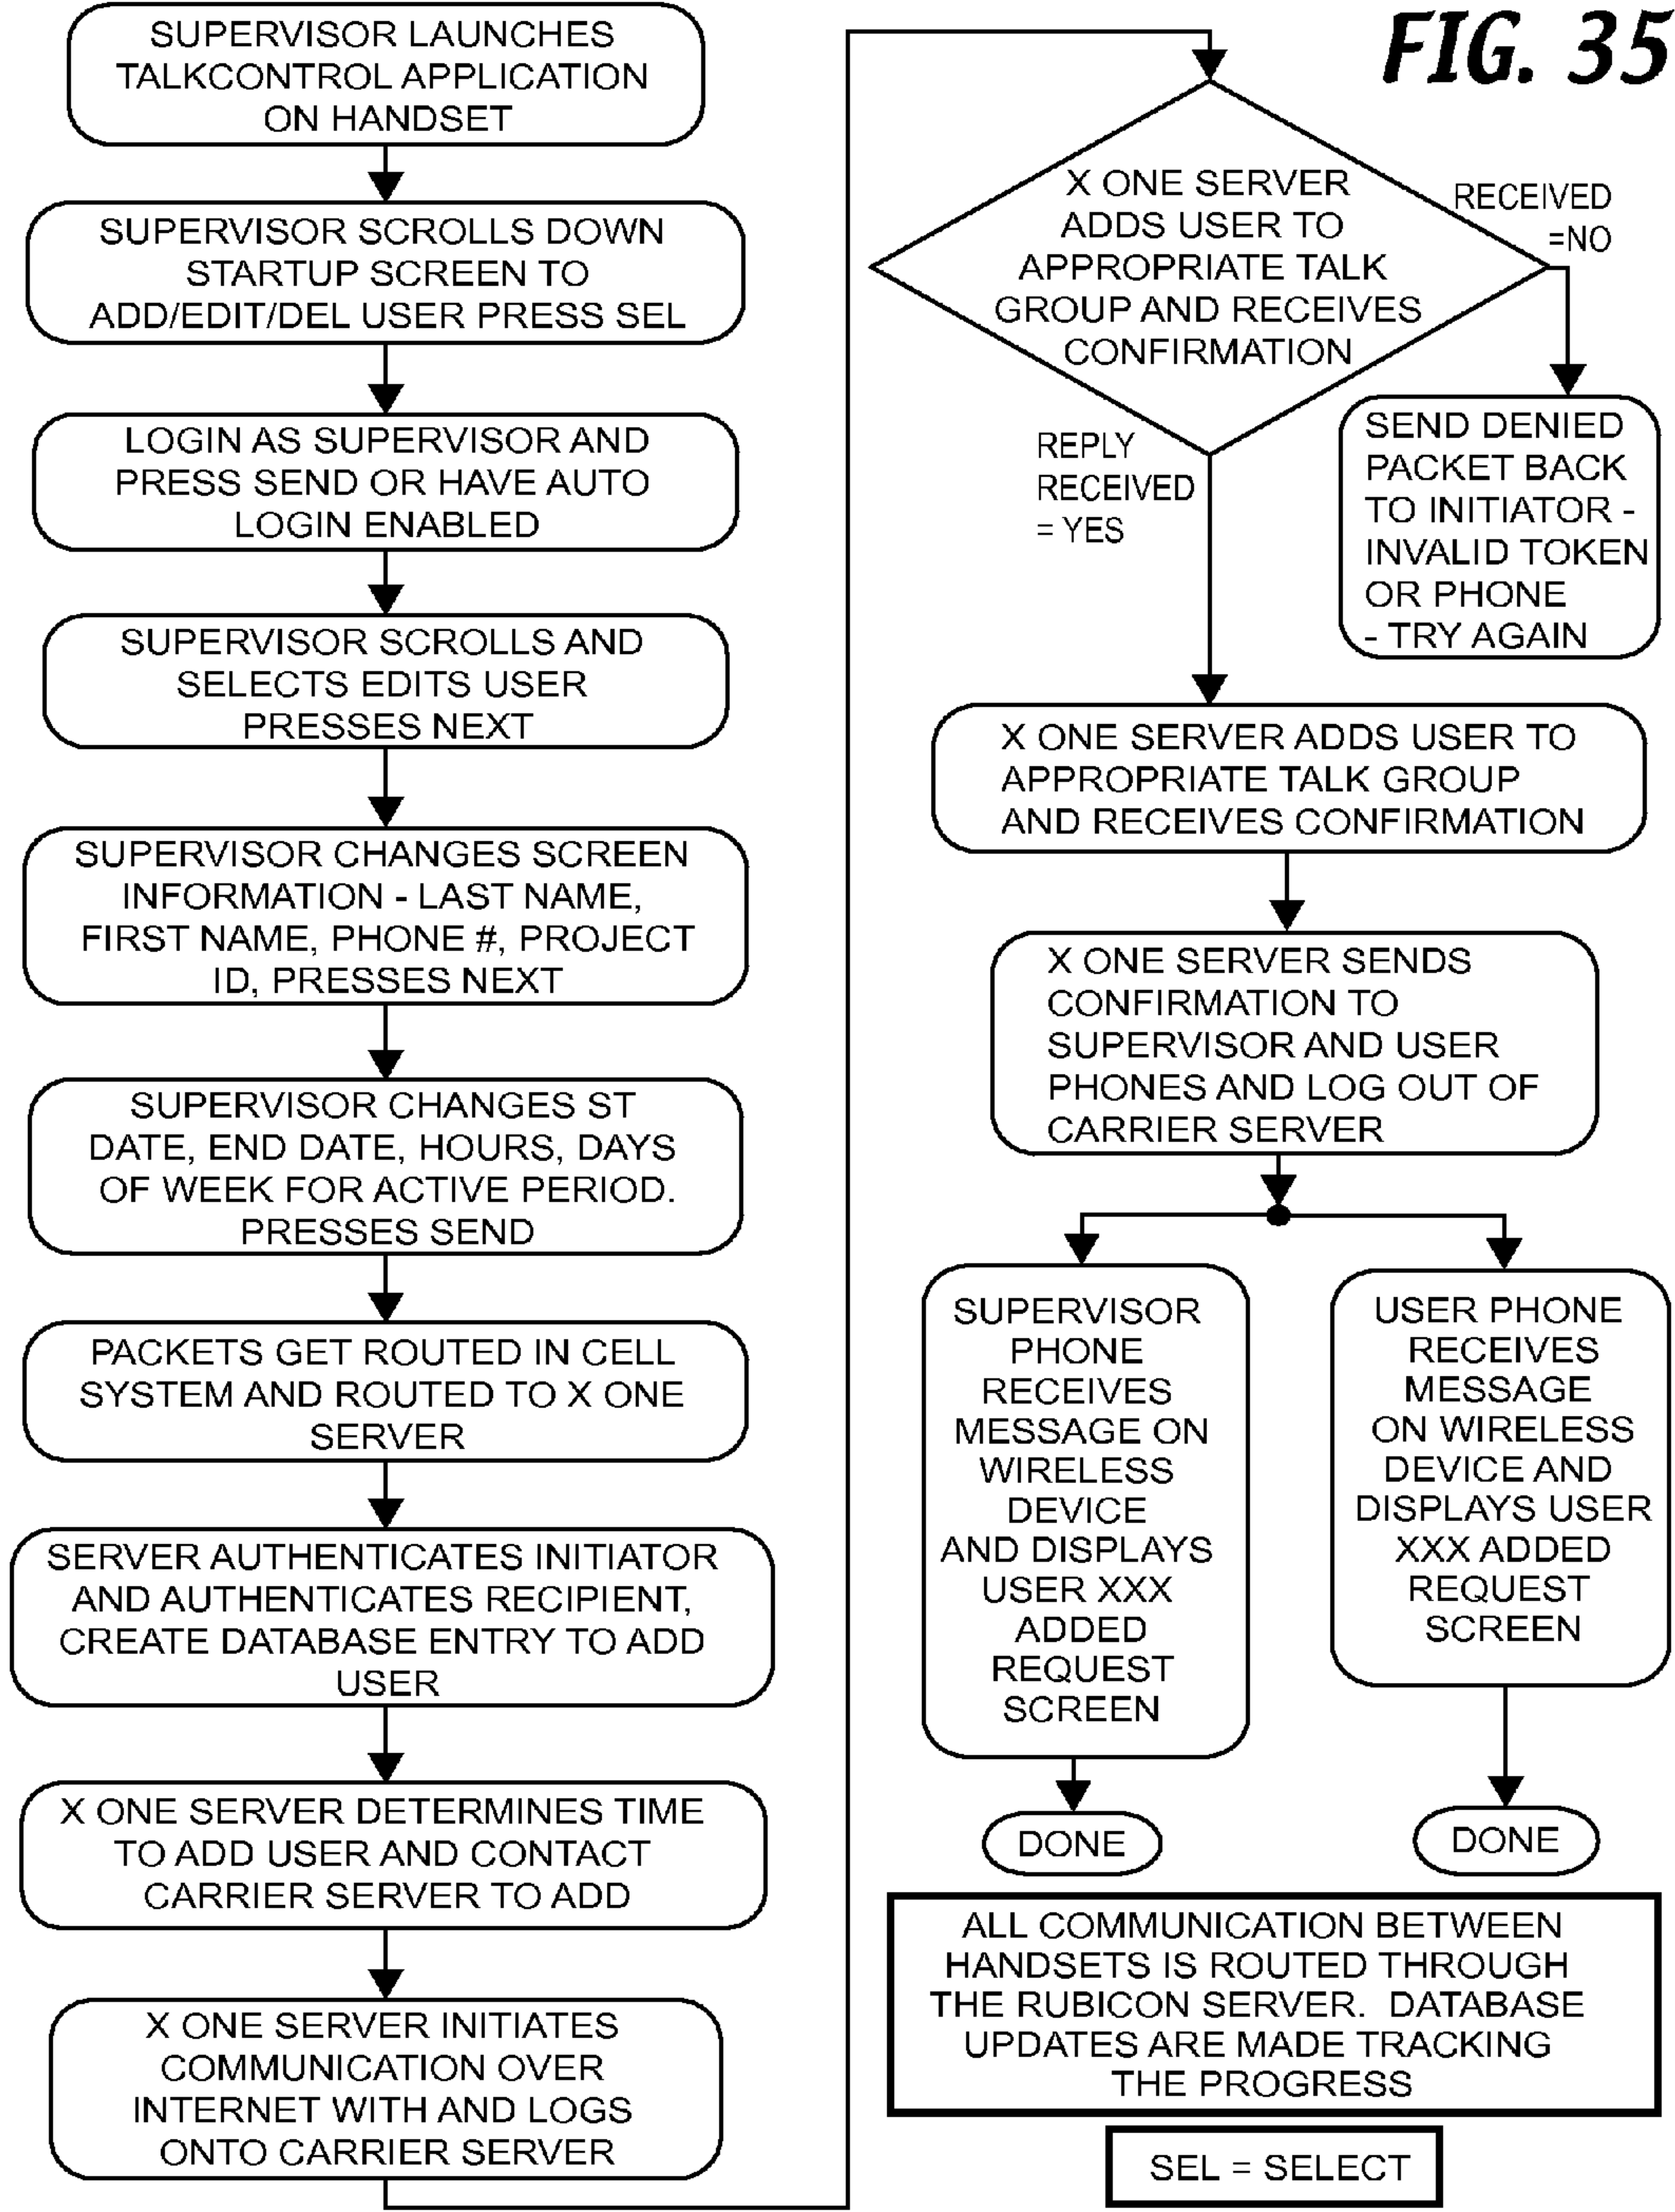 FIG. 35
SUPERVISOR LAUNCHES
TALKCONTROL APPLICATION
ON HANDSET
SUPERVISOR SCROLLS DOWN
STARTUP SCREEN TO
ADD/EDIT/DEL USER PRESS SEL
LOGIN AS SUPERVISOR AND
PRESS SEND OR HAVE AUTO
LOGIN ENABLED
SUPERVISOR SCROLLS AND
SELECTS EDITS USER
PRESSES NEXT
SUPERVISOR CHANGES SCREEN
INFORMATION - LAST NAME,
FIRST NAME, PHONE #, PROJECT
ID, PRESSES NEXT
SUPERVISOR CHANGES ST
DATE, END DATE, HOURS, DAYS
OF WEEK FOR ACTIVE PERIOD.
PRESSES SEND
PACKETS GET ROUTED IN CELL
SYSTEM AND ROUTED TO X ONE
SERVER
SERVER AUTHENTICATES INITIATOR
AND AUTHENTICATES RECIPIENT,
CREATE DATABASE ENTRY TO ADD
USER
X ONE SERVER DETERMINES TIME
TO ADD USER AND CONTACT
CARRIER SERVER TO ADD
X ONE SERVER INITIATES
COMMUNICATION OVER
INTERNET WITH AND LOGS
ONTO CARRIER SERVER
X ONE SERVER
ADDS USER TO
APPROPRIATE TALK
GROUP AND RECEIVES
CONFIRMATION
RECEIVED
=NO
SEND DENIED
PACKET BACK
TO INITIATOR -
INVALID TOKEN
OR PHONE
- TRY AGAIN
REPLY
RECEIVED
= YES
X ONE SERVER ADDS USER TO
APPROPRIATE TALK GROUP
AND RECEIVES CONFIRMATION
X ONE SERVER SENDS
CONFIRMATION TO
SUPERVISOR AND USER
PHONES AND LOG OUT OF
CARRIER SERVER
SUPERVISOR
PHONE
RECEIVES
MESSAGE ON
WIRELESS
DEVICE
AND DISPLAYS
USER XXX
ADDED
REQUEST
SCREEN
DONE
USER PHONE
RECEIVES
MESSAGE
ON WIRELESS
DEVICE AND
DISPLAYS USER
XXX ADDED
REQUEST
SCREEN
DONE
ALL COMMUNICATION BETWEEN
HANDSETS IS ROUTED THROUGH
THE RUBICON SERVER. DATABASE
UPDATES ARE MADE TRACKING
THE PROGRESS
SEL = SELECT